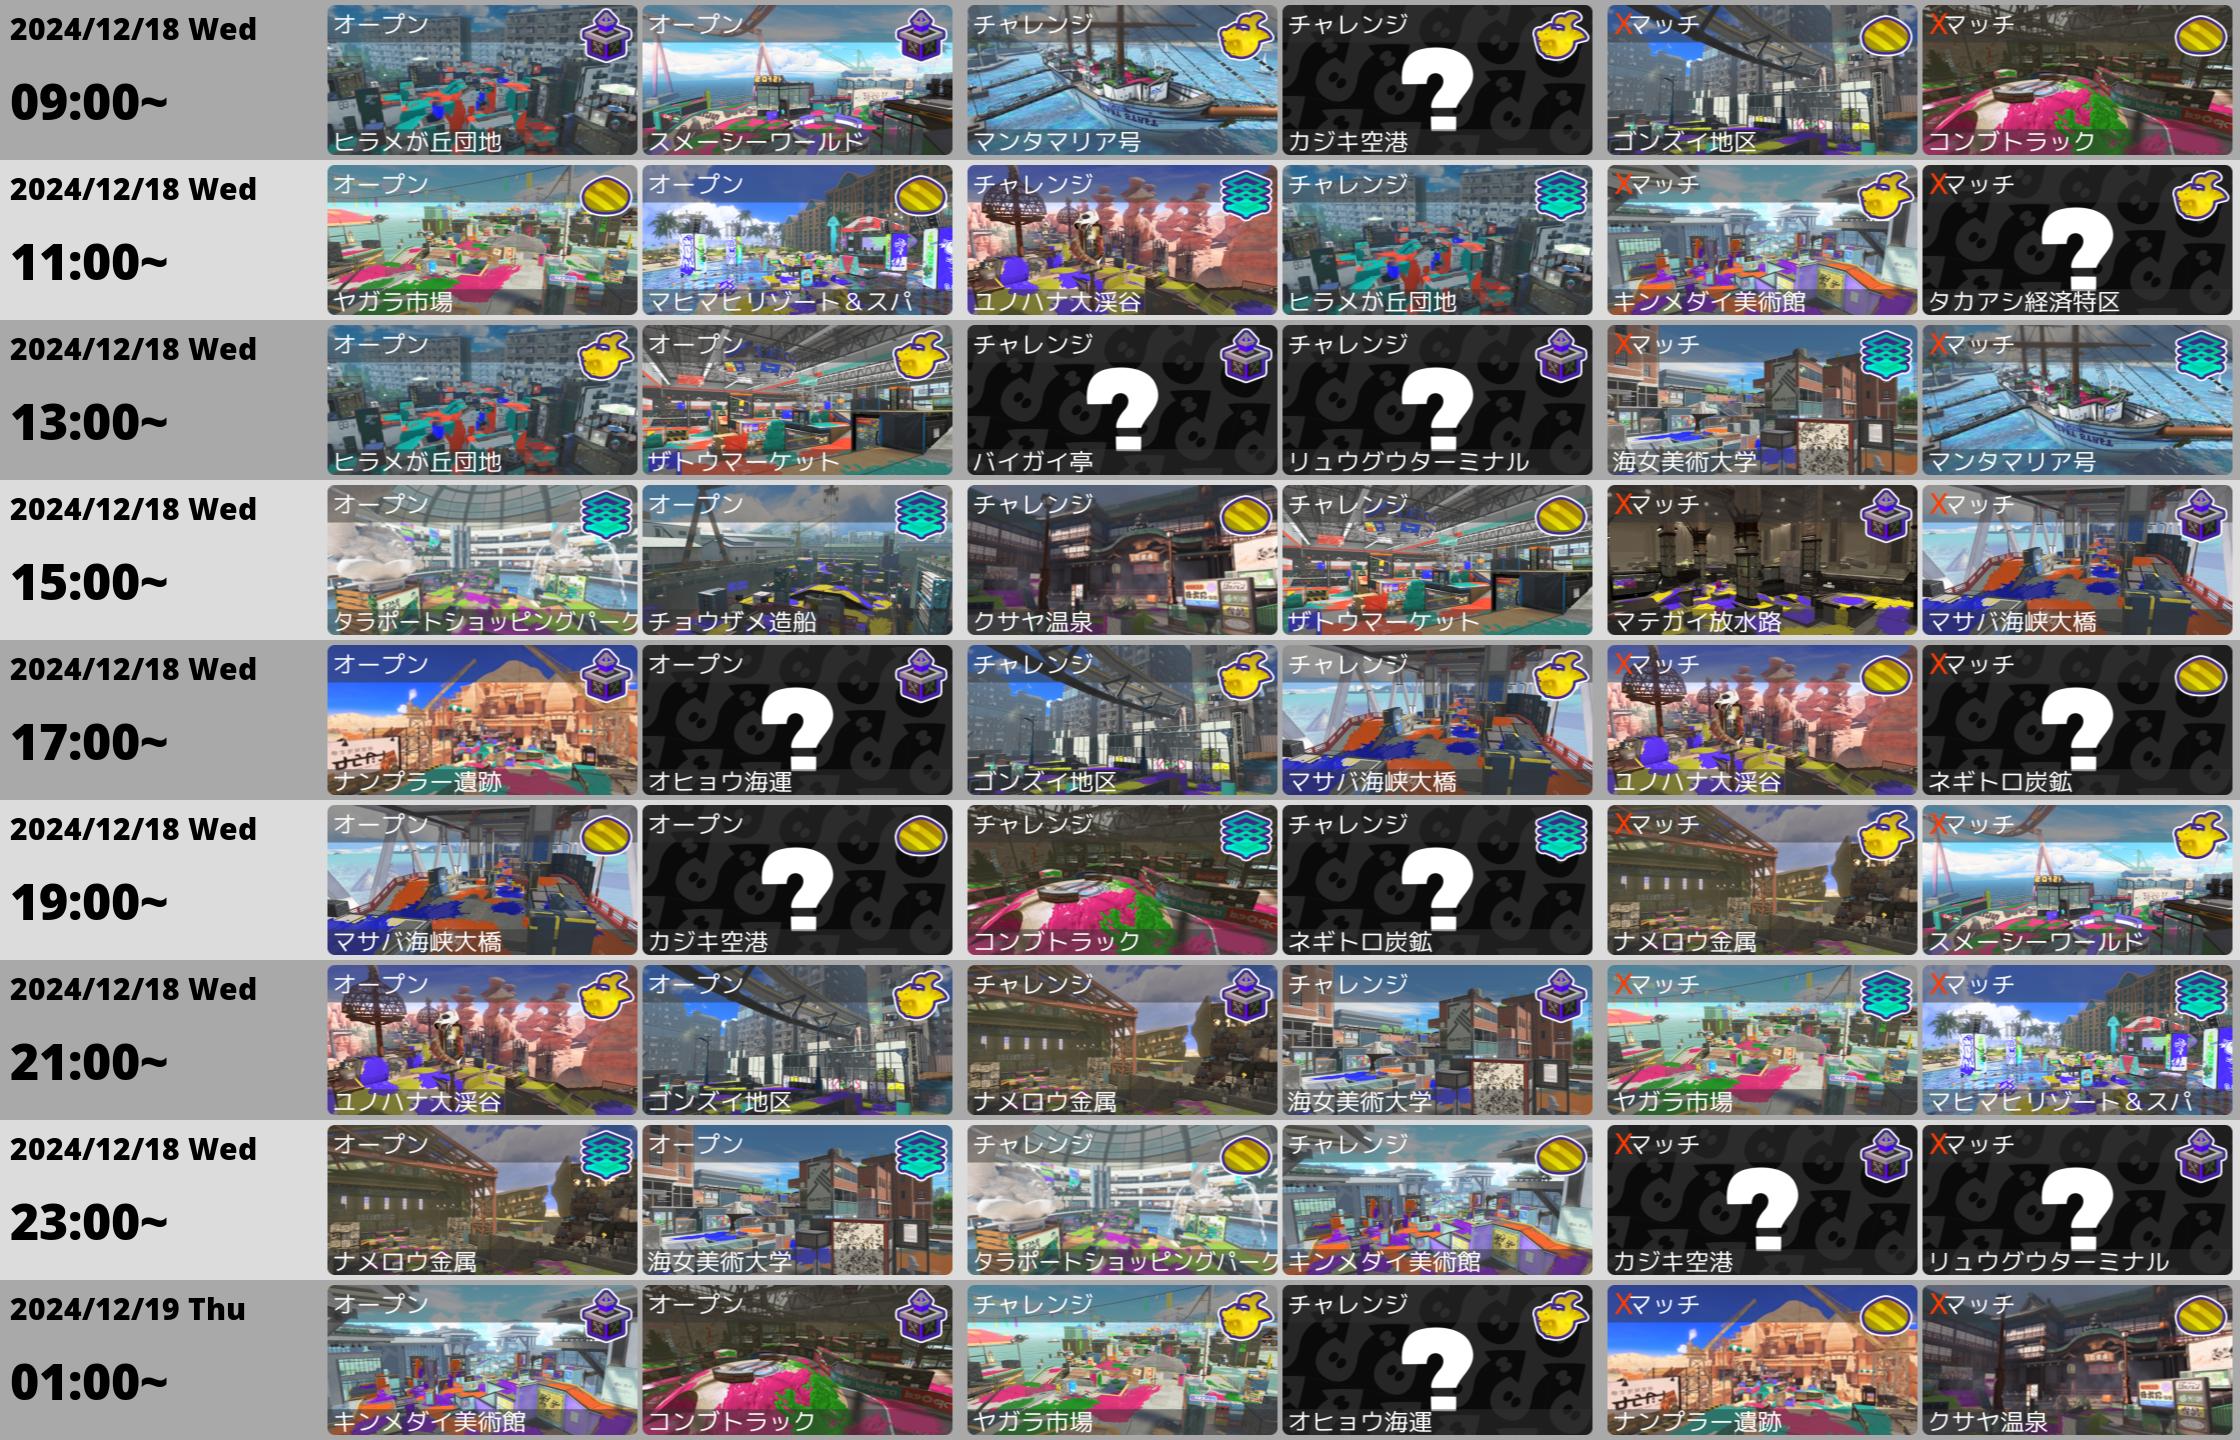 2024/12/18 Wed
09:00~
オープン
ヒラメが丘団地
オープン
スメーシーワールド
チャレンジ
マンタマリア号
チャレンジ
?
カジキ空港
Xマッチ
ゴンズイ地区
Xマッチ
コンブトラック
2024/12/18 Wed
11:00~
オープン
ヤガラ市場
オープン
マヒマヒリゾート＆スパ
チャレンジ
ユノハナ大渓谷
チャレンジ
ヒラメが丘団地
Xマッチ
キンメダイ美術館
Xマッチ
?
タカアシ経済特区
2024/12/18 Wed
13:00~
オープン
ヒラメが丘団地
オープン
ザトウマーケット
チャレンジ
?
バイガイ亭
チャレンジ
?
リュウグウターミナル
Xマッチ
海女美術大学
Xマッチ
マンタマリア号
2024/12/18 Wed
15:00~
オープン
タラポートショッピングパーク
オープン
チョウザメ造船
チャレンジ
クサヤ温泉
チャレンジ
ザトウマーケット
Xマッチ
マテガイ放水路
Xマッチ
マサバ海峡大橋
2024/12/18 Wed
17:00~
オープン
ナンプラー遺跡
オープン
?
オヒョウ海運
チャレンジ
ゴンズイ地区
チャレンジ
マサバ海峡大橋
Xマッチ
ユノハナ大渓谷
Xマッチ
?
ネギトロ炭鉱
2024/12/18 Wed
19:00~
オープン
マサバ海峡大橋
オープン
?
カジキ空港
チャレンジ
コンブトラック
チャレンジ
?
ネギトロ炭鉱
Xマッチ
ナメロウ金属
Xマッチ
スメーシーワールド
2024/12/18 Wed
21:00~
オープン
ユノハナ大渓谷
オープン
ゴンズイ地区
チャレンジ
ナメロウ金属
チャレンジ
海女美術大学
Xマッチ
ヤガラ市場
Xマッチ
マヒマヒリゾート＆スパ
2024/12/18 Wed
23:00~
オープン
ナメロウ金属
オープン
海女美術大学
チャレンジ
タラポートショッピングパーク
チャレンジ
キンメダイ美術館
Xマッチ
?
カジキ空港
Xマッチ
?
リュウグウターミナル
2024/12/19 Thu
01:00~
オープン
キンメダイ美術館
オープン
コンブトラック
チャレンジ
ヤガラ市場
チャレンジ
?
オヒョウ海運
Xマッチ
ナンプラー遺跡
Xマッチ
クサヤ温泉